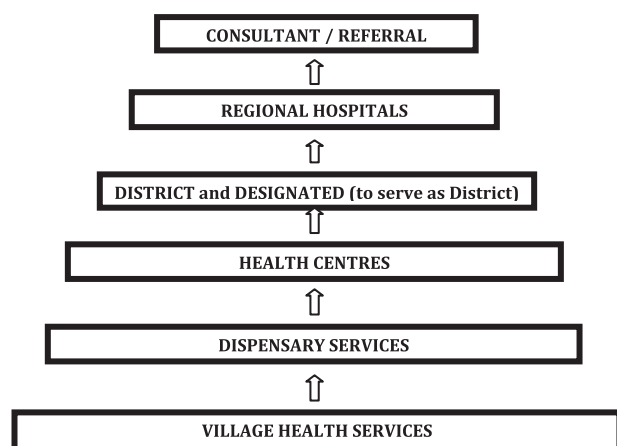 CONSULTANT / REFERRAL
REGIONAL HOSPITALS
DISTRICT and DESIGNATED (to serve as District)
HEALTH CENTRES
DISPENSARY SERVICES
VILLAGE HEALTH SERVICES